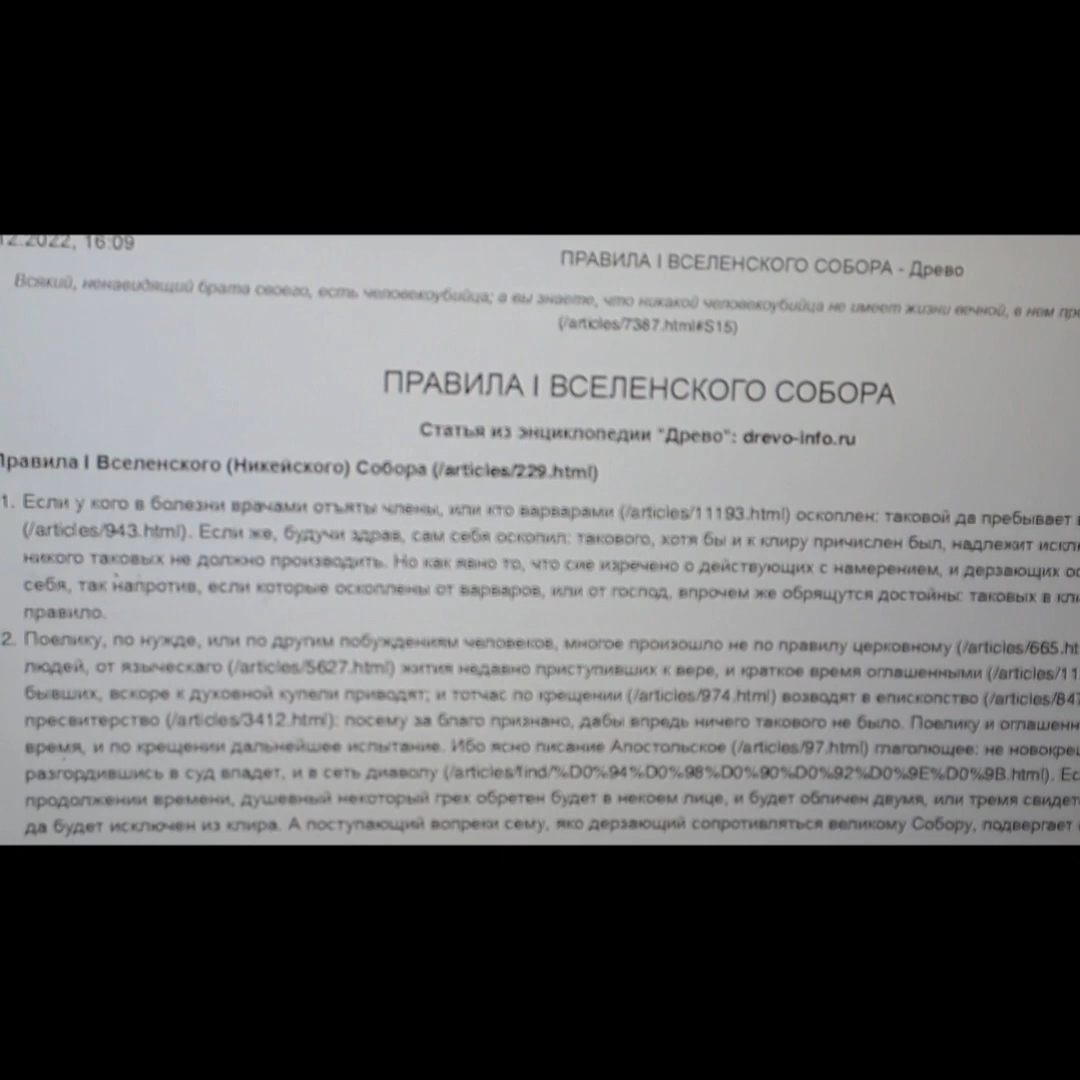 12.2022, 16:09
ПРАВИЛА I ВСЕЛЕНСКОГО СОБОРА - Древо
Всякий, ненавидящий брата своего, есть человекоубийца; а вы знаете, что никакой человекоубийца не имеет жизни вечной, в нем пре
(/articles/7387.html#S15)
ПРАВИЛА I ВСЕЛЕНСКОГО СОБОРА
Статья из энциклопедии "Древо": drevo-info.ru
Правила I Вселенского (Никейского) Собора (/articles/229.html)
1. Если у кого в болезни врачами отъяты члены, или кто варварами (/articles/11193.html) оскоплен: таковой да пребывает в
(/articles/943.html). Если же, будучи здрав, сам себя оскопил: такового, хотя бы и к клиру причислен был, надлежит исклю
никого таковых не должно производить. Но как явно то, что сие изречено о действующих с намерением, и дерзающих ос
себя, так напротив, если которые оскоплены от варваров, или от господ, впрочем же обрящутся достойны: таковых в кли
правило.
2. Поелику, по нужде, или по другим побуждениям человеков, многое произошло не по правилу церковному (/articles/665.ht
людей, от языческаго (/articles/5627.html) жития недавно приступивших к вере, и краткое время оглашенными (/articles/11
бывших, вскоре к духовной купели приводят; и тотчас по крещении (/articles/974.html) возводят в епископство (/articles/847
пресвитерство (/articles/3412.html): посему за благо признано, дабы впредь ничего такового не было. Поелику и оглашенн
время, и по крещении дальнейшее испытание. Ибо ясно писание Апостольское (/articles/97.html) глаголющее: не новокрещ
разгордившись в суд впадет, и в сеть диаволу (/articles/find/%D0%94%D0%98%D0%90%D0%92%D0%9E%D0%9B.html). Ес
продолжении времени, душевный некоторый грех обретен будет в некоем лице, и будет обличен двумя, или тремя свидете
да будет исключен из клира. А поступающий вопреки сему, яко дерзающий сопротивляться великому Собору, подвергает